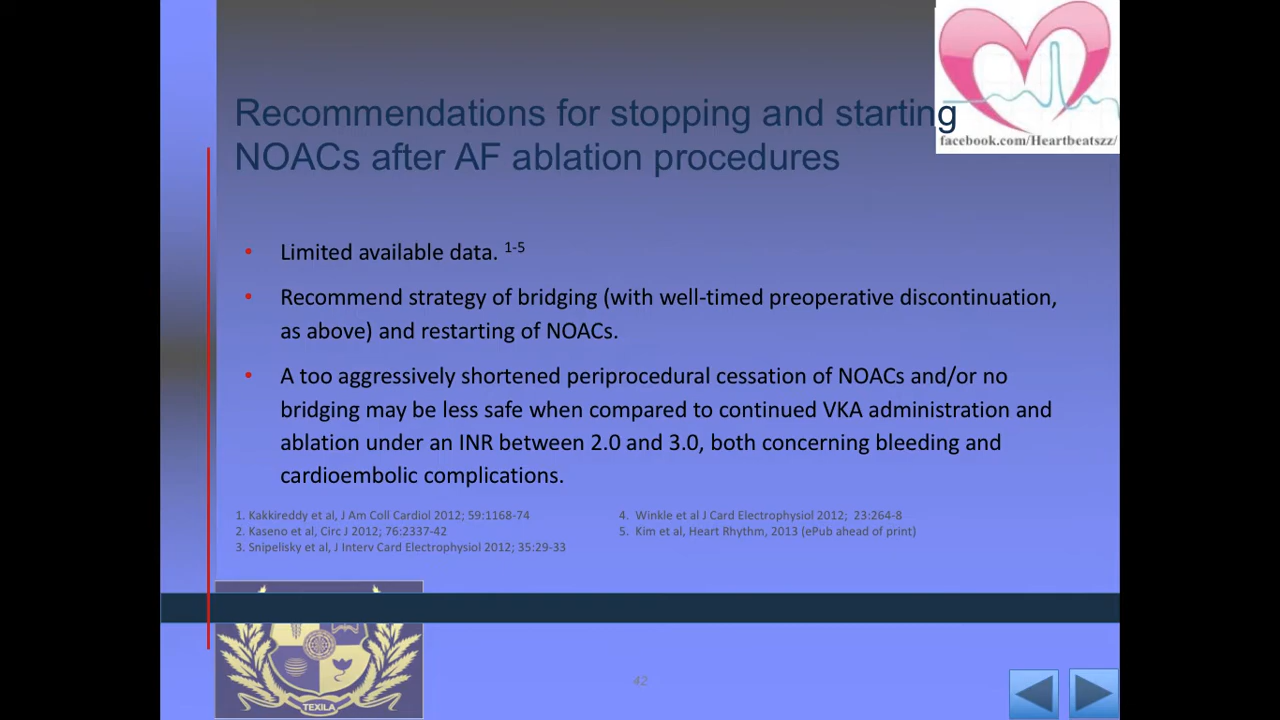 Recommendations for stopping and starting
NOACs after AF ablation procedures
facebook.com/Heartbeatszz/
• Limited available data. 1-5
• Recommend strategy of bridging (with well-timed preoperative discontinuation,
as above) and restarting of NOACs.
• A too aggressively shortened periprocedural cessation of NOACs and/or no
bridging may be less safe when compared to continued VKA administration and
ablation under an INR between 2.0 and 3.0, both concerning bleeding and
cardioembolic complications.
1. Kakkireddy et al, J Am Coll Cardiol 2012; 59:1168-74
2. Kaseno et al, Circ J 2012; 76:2337-42
3. Snipelisky et al, J Interv Card Electrophysiol 2012; 35:29-33
4. Winkle et al J Card Electrophysiol 2012; 23:264-8
5. Kim et al, Heart Rhythm, 2013 (ePub ahead of print)
TEXILA
42